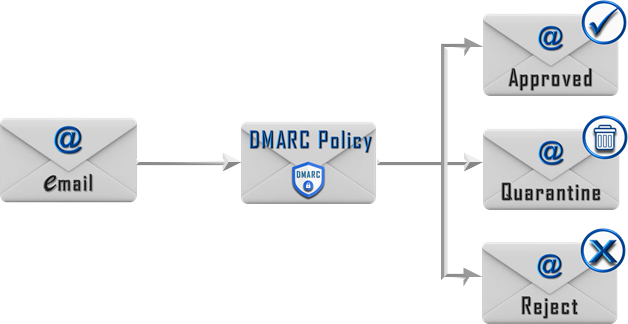 @
email
DMARC Policy
DMARC
@
Approved
@
Quarantine
@
Reject